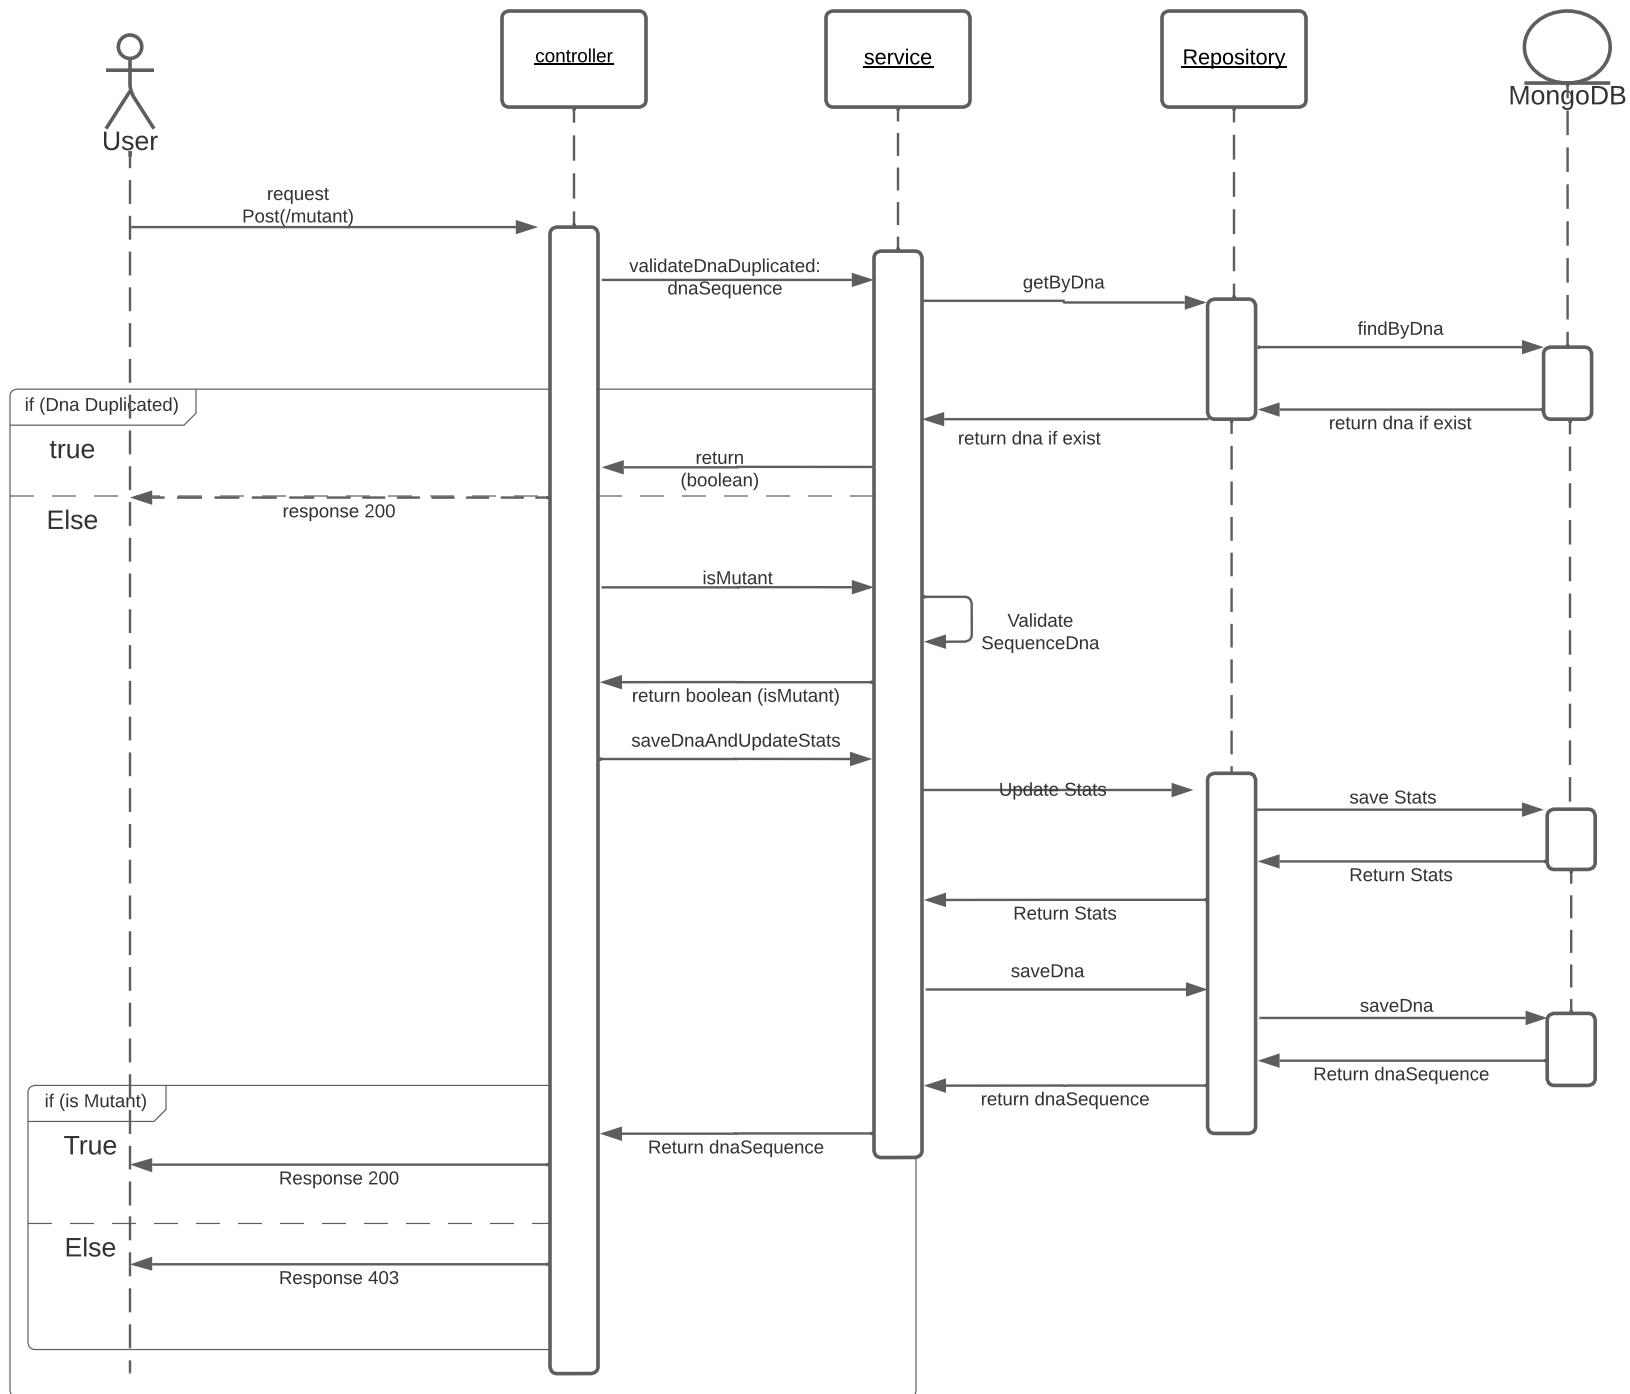 controller
service
Repository
MongoDB
User
request
Post(/mutant)
validateDnaDuplicated:
dnaSequence
getByDna
findByDna
if (Dna Duplicated)
return dna if exist
return dna if exist
true
return
(boolean)
response 200
Else
isMutant
Validate
SequenceDna
return boolean (isMutant)
saveDnaAndUpdateStats
Update Stats
save Stats
Return Stats
Return Stats
saveDna
saveDna
Return dnaSequence
return dnaSequence
if (is Mutant)
True
Return dnaSequence
Response 200
Else
Response 403